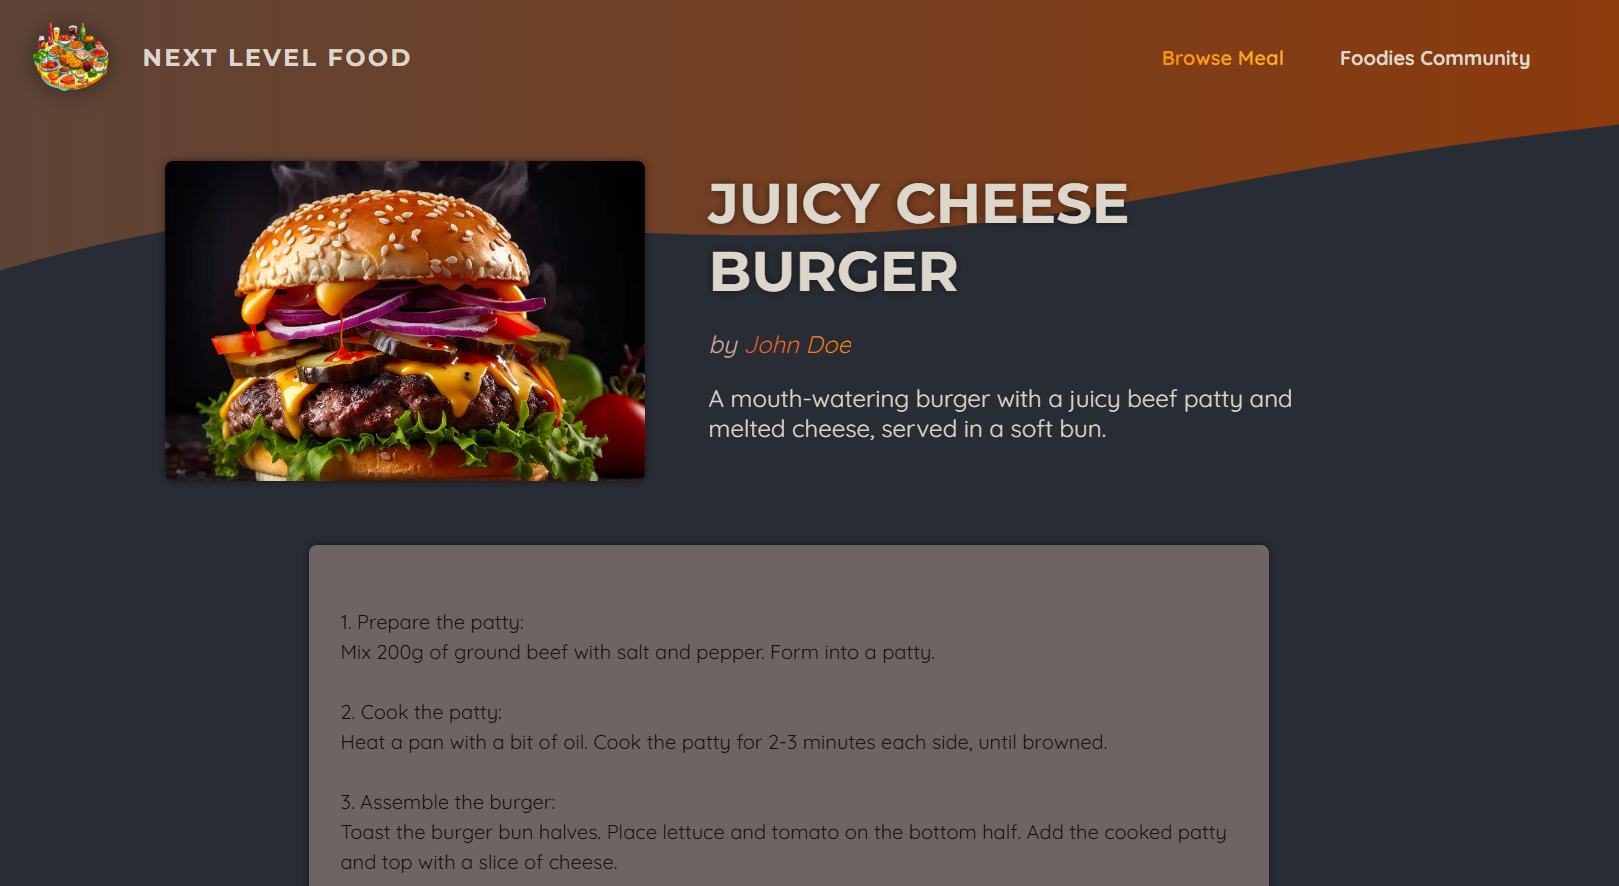 NEXT LEVEL FOOD
Browse Meal
Foodies Community
JUICY CHEESE
BURGER
by John Doe
A mouth-watering burger with a juicy beef patty and
melted cheese, served in a soft bun.
1. Prepare the patty:
Mix 200g of ground beef with salt and pepper. Form into a patty.
2. Cook the patty:
Heat a pan with a bit of oil. Cook the patty for 2-3 minutes each side, until browned.
3. Assemble the burger:
Toast the burger bun halves. Place lettuce and tomato on the bottom half. Add the cooked patty
and top with a slice of cheese.